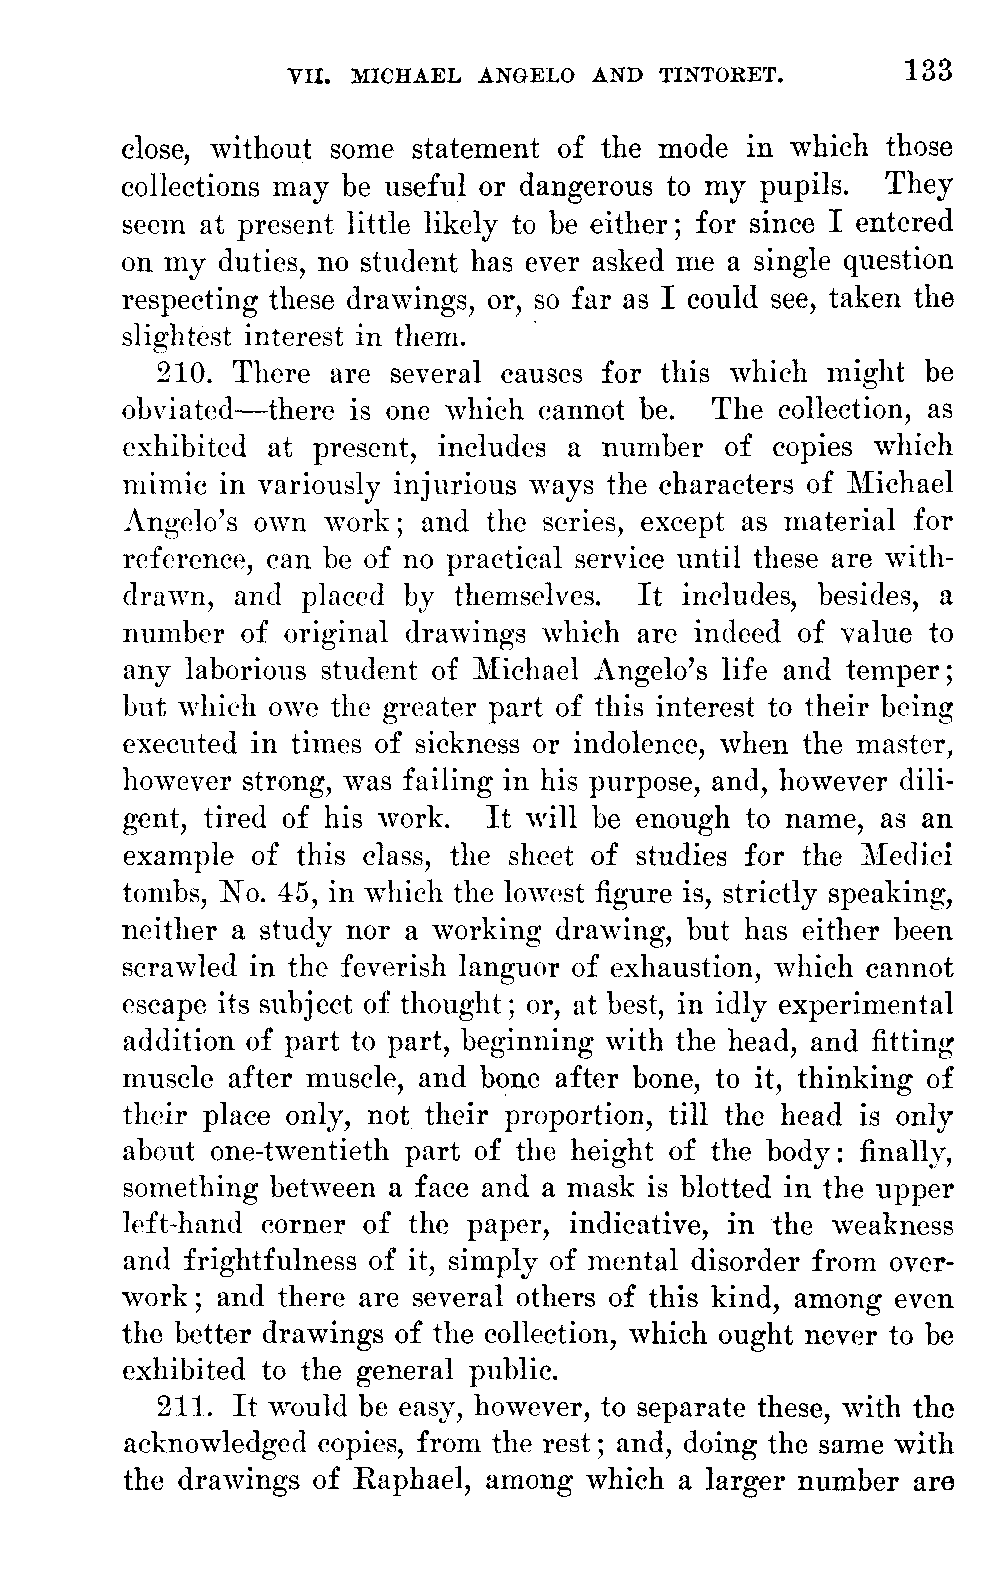 VII. MICHAEL ANGELO AND TINTORET. 133
close, without some statement of the mode in which those
collections may be useful or dangerous to my pupils. They
seem at present little likely to be either; for since I entered
on my duties, no student has ever asked me a single question
respecting these drawings, or, so far as I could see, taken the
slightest interest in them.
210. There are several causes for this which might be
obviated—there is one which cannot be. The collection, as
exhibited at present, includes a number of copies which
mimic in variously injurious ways the characters of Michael
Angelo's own work; and the series, except as material for
reference, can be of no practical service until these are with-
drawn, and placed by themselves. It includes, besides, a
number of original drawings which are indeed of value to
any laborious student of Michael Angelo's life and temper;
but which owe the greater part of this interest to their being
executed in times of sickness or indolence, when the master,
however strong, was failing in his purpose, and, however dili-
gent, tired of his work. It will be enough to name, as an
example of this class, the sheet of studies for the Medici
tombs, No. 45, in which the lowest figure is, strictly speaking,
neither a study nor a working drawing, but has either been
scrawled in the feverish languor of exhaustion, which cannot
escape its subject of thought; or, at best, in idly experimental
addition of part to part, beginning with the head, and fitting
muscle after muscle, and bone after bone, to it, thinking of
their place only, not their proportion, till the head is only
about one-twentieth part of the height of the body: finally,
something between a face and a mask is blotted in the upper
left-hand corner of the paper, indicative, in the weakness
and frightfulness of it, simply of mental disorder from over-
work; and there are several others of this kind, among even
the better drawings of the collection, which ought never to be
exhibited to the general public.
211. It would be easy, however, to separate these, with the
acknowledged copies, from the rest; and, doing the same with
the drawings of Raphael, among which a larger number are